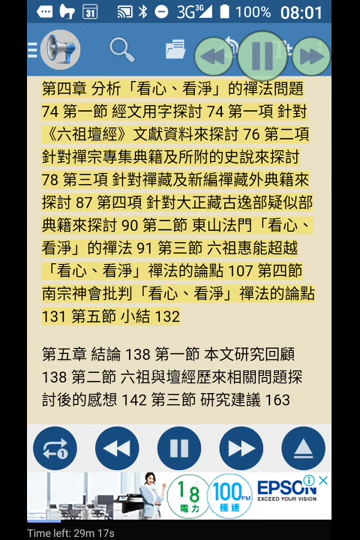 31
3G 3G
100%
08:01
第四章 分析「看心、看淨」的禪法問題
74 第一節 經文用字探討 74 第一項 針對
《六祖壇經》文獻資料來探討 76 第二項
針對禪宗專集典籍及所附的史說來探討
78 第三項 針對禪藏及新編禪藏外典籍來
探討 87 第四項 針對大正藏古逸部疑似部
典籍來探討 90 第二節 東山法門「看心、
看淨」的禪法 91 第三節 六祖惠能超越
「看心、看淨」禪法的論點 107 第四節
南宗神會批判「看心、看淨」禪法的論點
131 第五節 小結 132
第五章 結論 138 第一節 本文研究回顧
138 第二節 六祖與壇經歷來相關問題探
討後的感想 142 第三節 研究建議 163
1
18
電力
100PPM
極速
EPSON
EXCEED YOUR VISION
Time left: 29m 17s